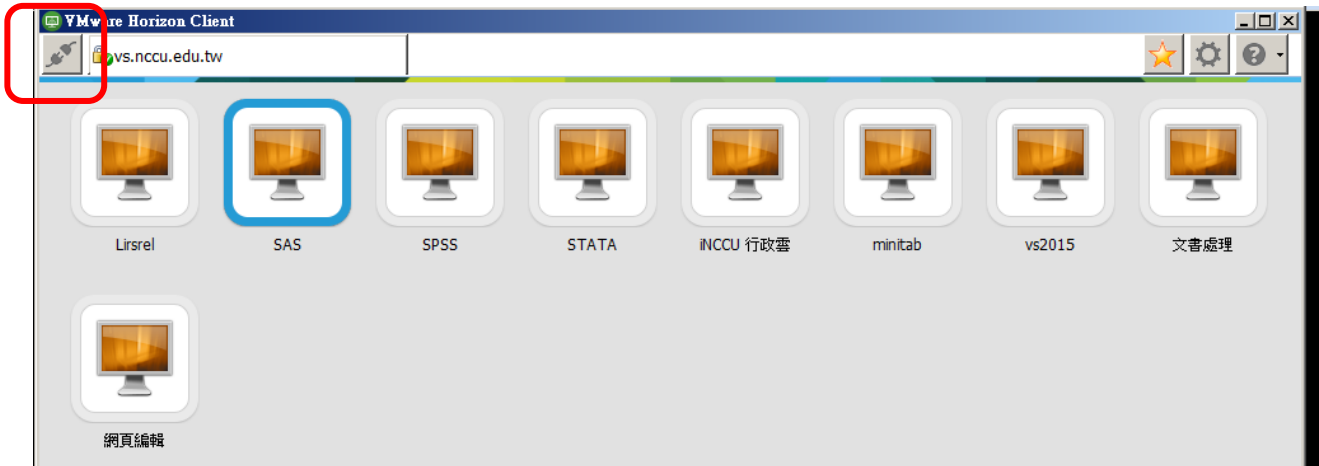 VMware Horizon Client
vs.nccu.edu.tw
Lirsrel
SAS
SPSS
STATA
iNCCU 行政雲
minitab
vs2015
文書處理
網頁編輯